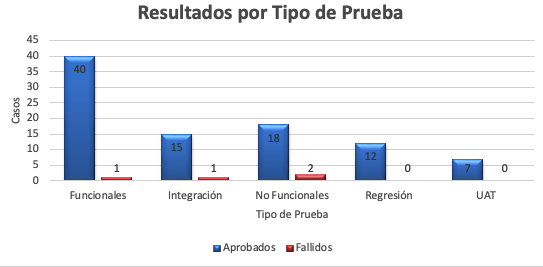 Resultados por Tipo de Prueba
45
40
35
30
25
20
15
10
5
0
Casos
40
1
15
1
18
2
12
0
7
0
Funcionales
Integración
No Funcionales
Regresión
UAT
Tipo de Prueba
Aprobados
Fallidos